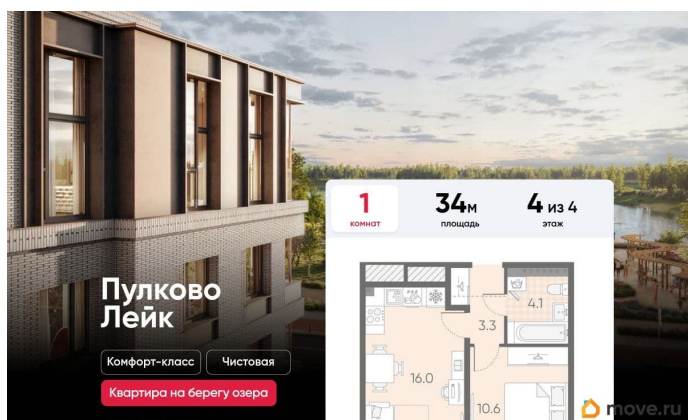 1
комнат
34м
площадь
4 из 4
этаж
Пулково
Лейк
Комфорт-класс
Чистовая
Квартира на берегу озера
4.1
3.3
16.0
10.6
move.ru